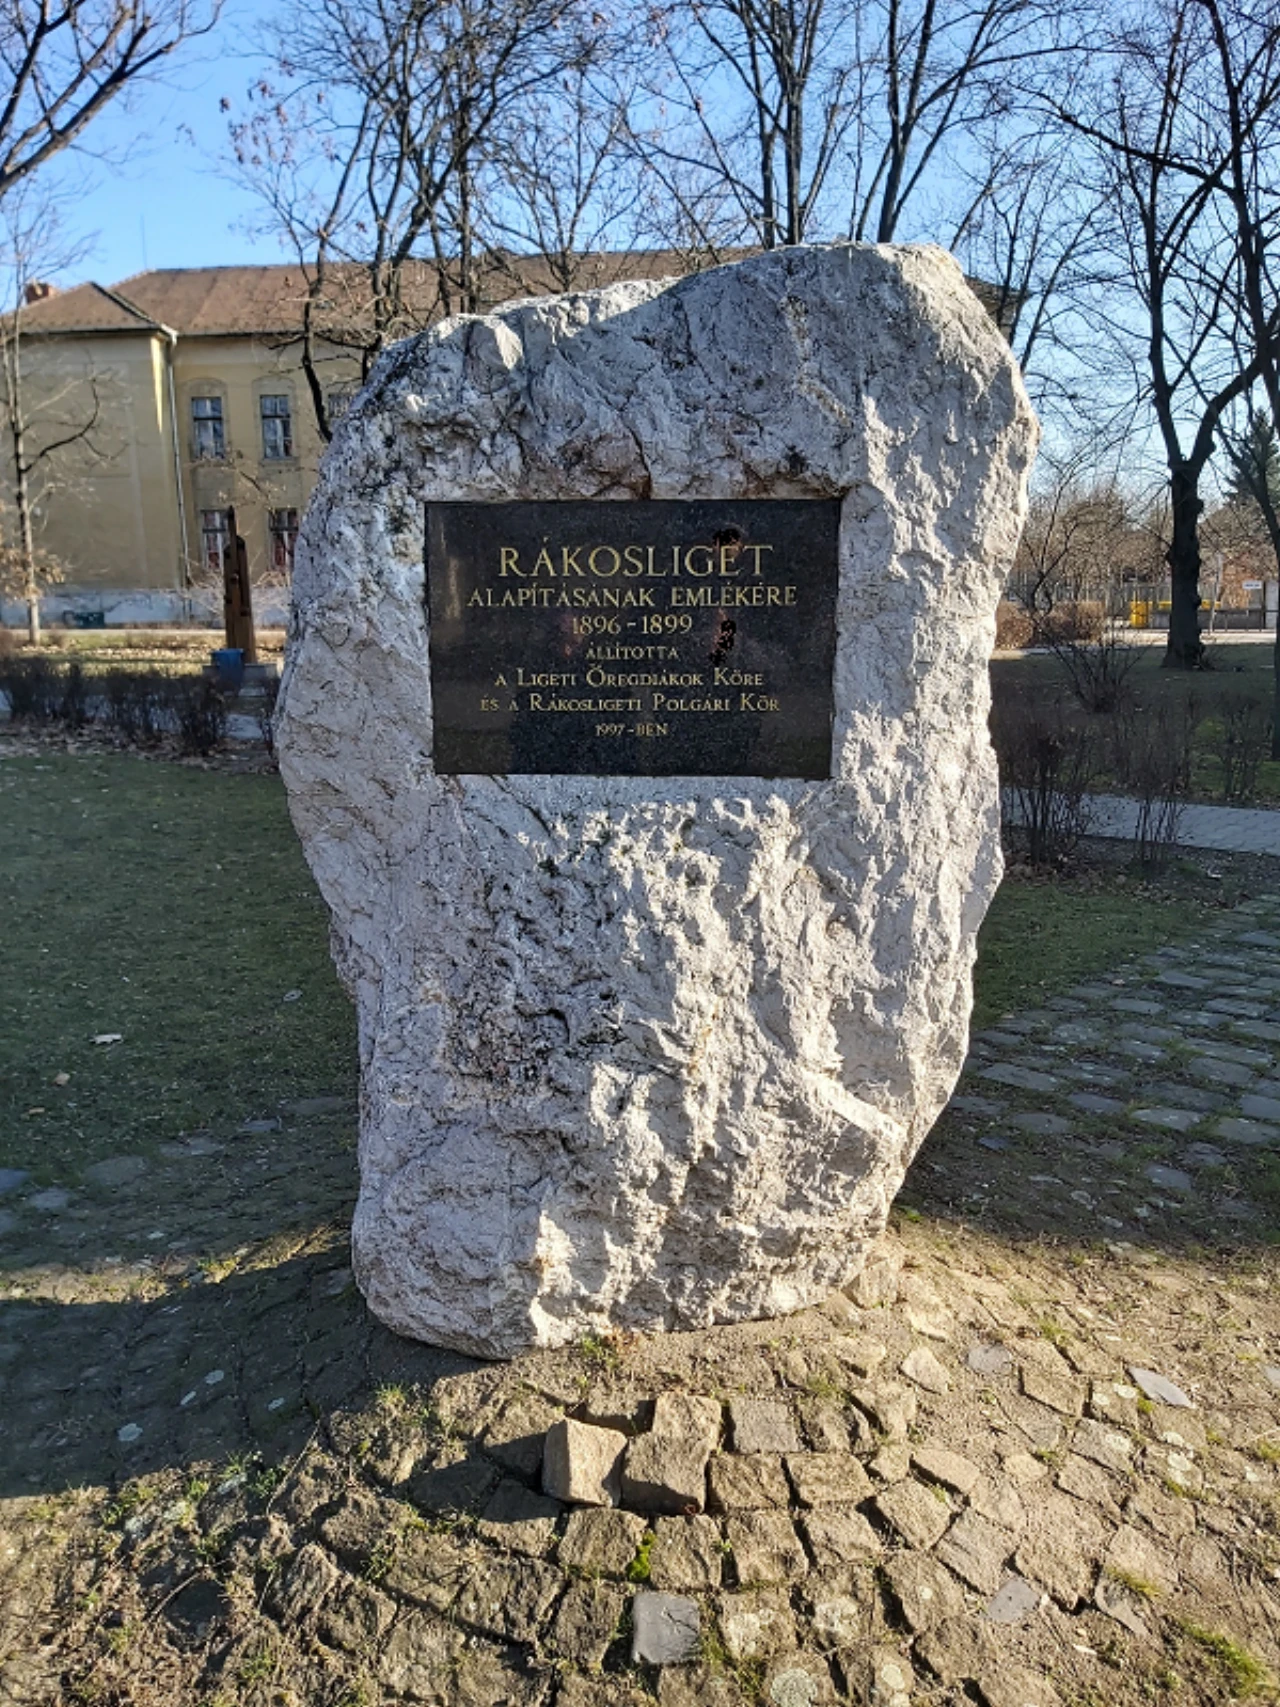 RÁKOSLIGET
ALAPÍTÁSÁNAK EMLÉKÉRE
1896-1899
ÁLLÍTOTTA
A LIGETI ÖREGDIÁKOK KÖRE
ÉS A RÁKOSLIGETI POLGÁRI KÖR
1997-BEN